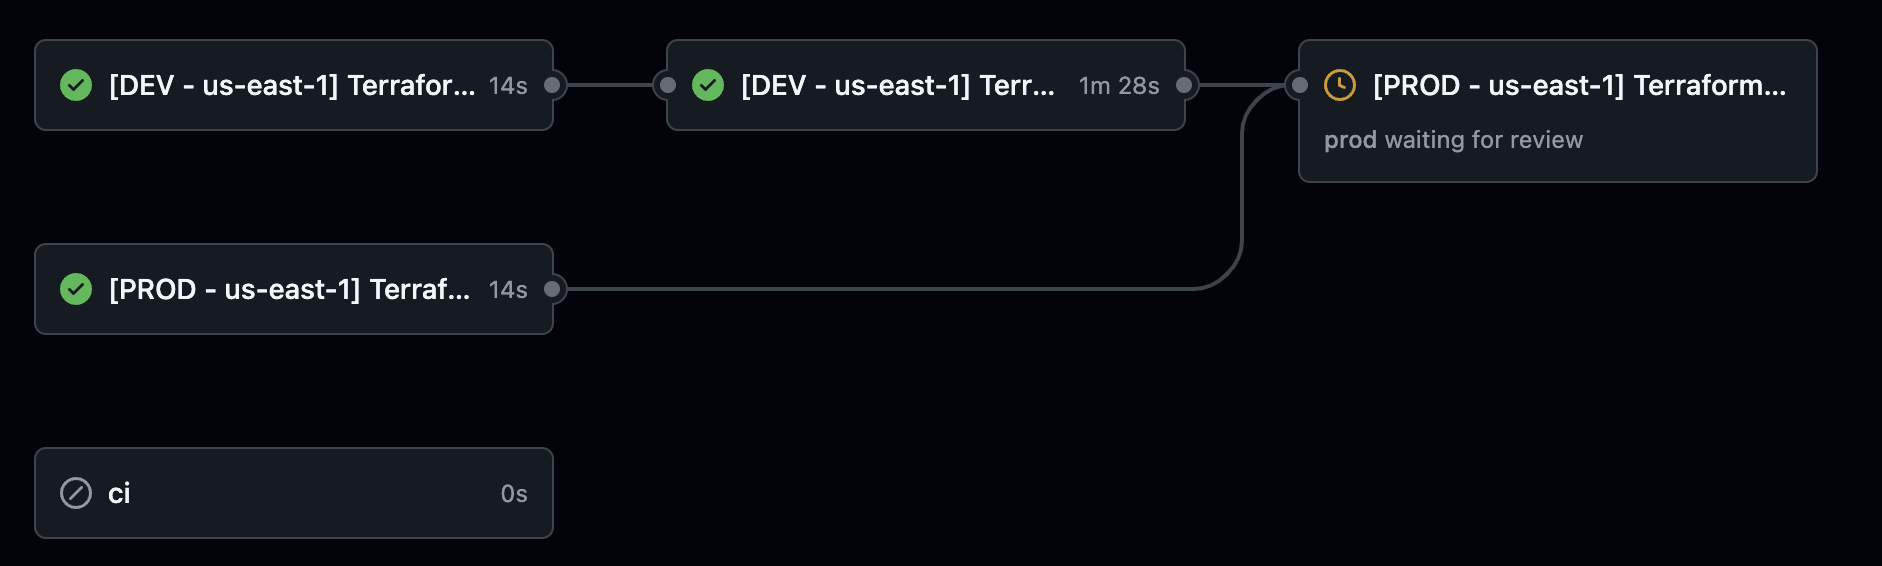 [DEV - us-east-1] Terrafor... 14s
[DEV - us-east-1] Terr... 1m 28s
[PROD - us-east-1] Terraform...
prod waiting for review
[PROD - us-east-1] Terraf... 14s
ci 0s